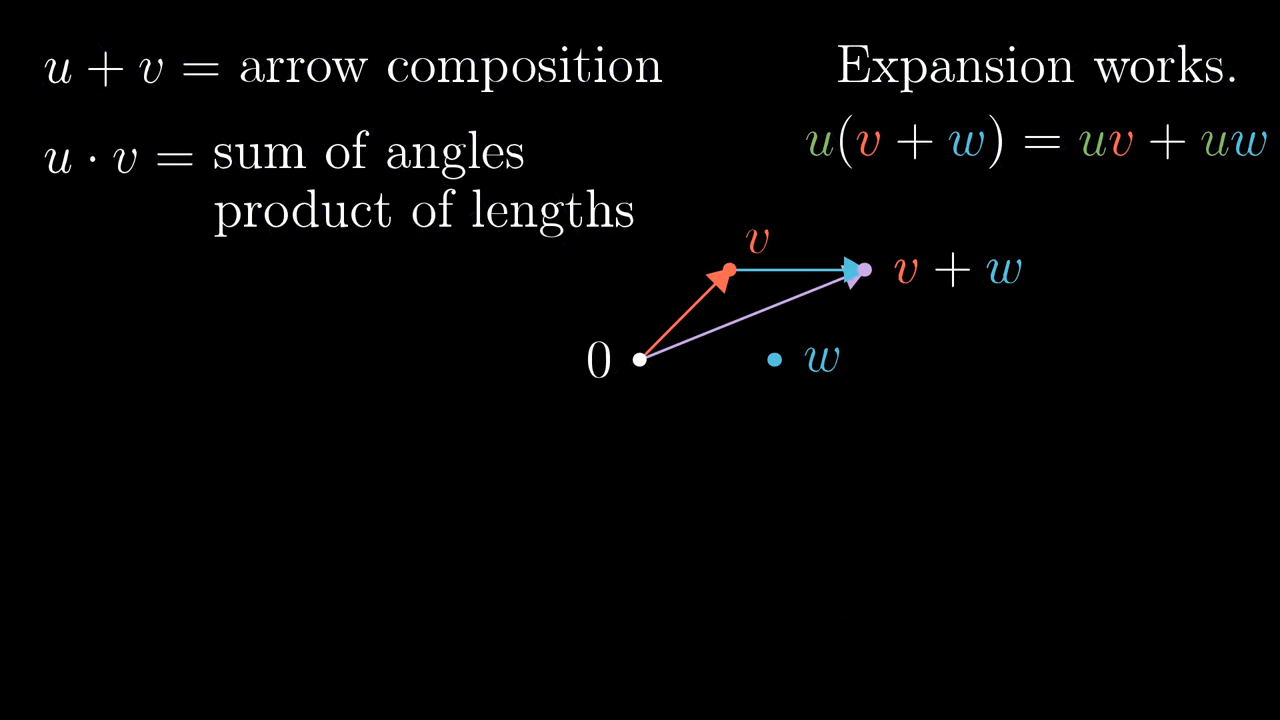 u + v = arrow composition
u · v = sum of angles
product of lengths
Expansion works.
u(v + w) = uv + uw
v
v + w
0
w